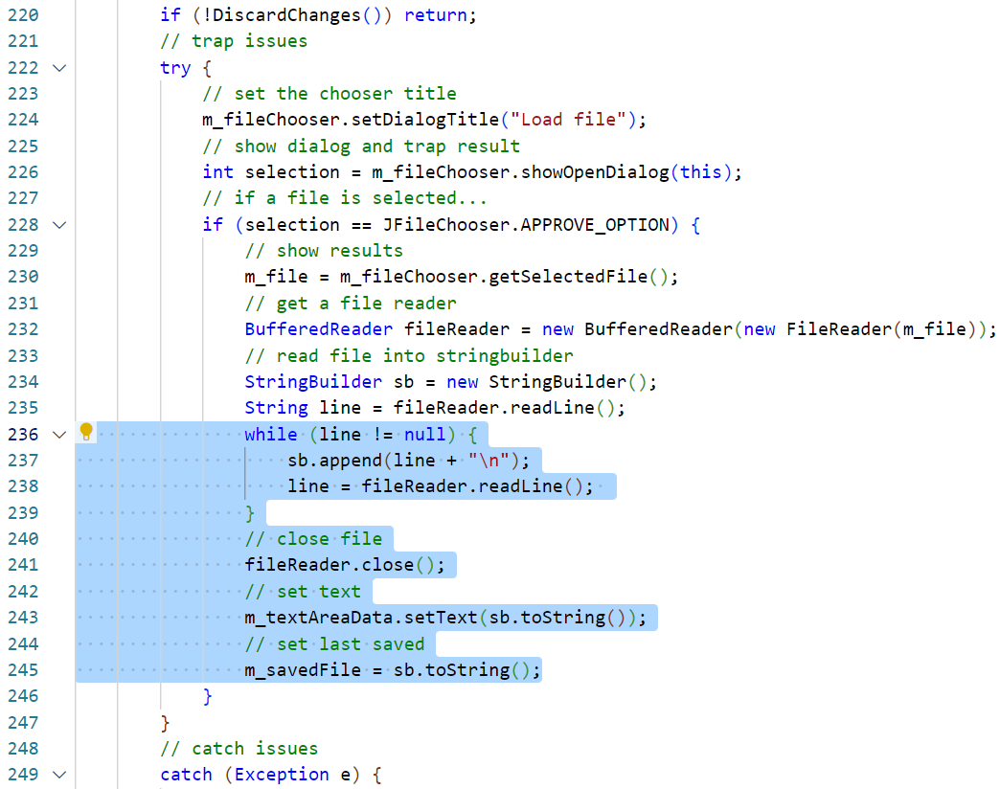 220 if (!DiscardChanges()) return;
221 // trap issues
222 try {
223 // set the chooser title
224 m_fileChooser.setDialogTitle("Load file");
225 // show dialog and trap result
226 int selection = m_fileChooser.showOpenDialog(this);
227 // if a file is selected...
228 if (selection == JFileChooser.APPROVE_OPTION) {
229 // show results
230 m_file = m_fileChooser.getSelectedFile();
231 // get a file reader
232 BufferedReader fileReader = new BufferedReader(new FileReader(m_file));
233 // read file into stringbuilder
234 StringBuilder sb = new StringBuilder();
235 String line = fileReader.readLine();
236 while (line != null) {
237 sb.append(line + "\n");
238 line = fileReader.readLine();
239 }
240 // close file
241 fileReader.close();
242 // set text
243 m_textAreaData.setText(sb.toString());
244 // set last saved
245 m_savedFile = sb.toString();
246 }
247 }
248 // catch issues
249 catch (Exception e) {